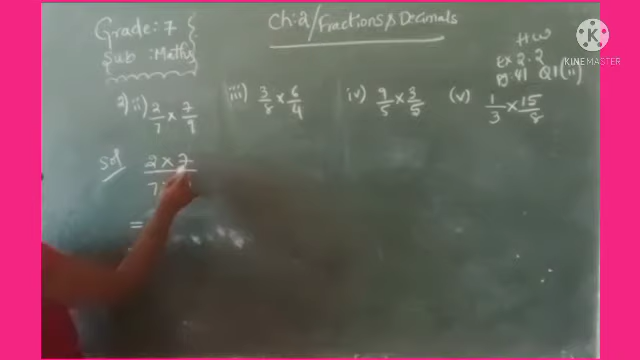 Grade: 7
Sub : Maths
Ch:2/Fractions & Decimals
HW
Ex 2.2
Q1(ii)
2) ii) 2/7 × 7/9
iii) 3/8 × 6/4
iv) 9/5 × 3/5
(v) 1/3 × 15/8
Sol
2 × 7
7
=
KINEMASTER